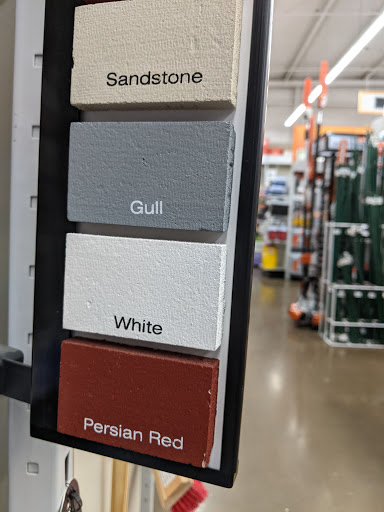 Sandstone
Gull
White
Persian Red